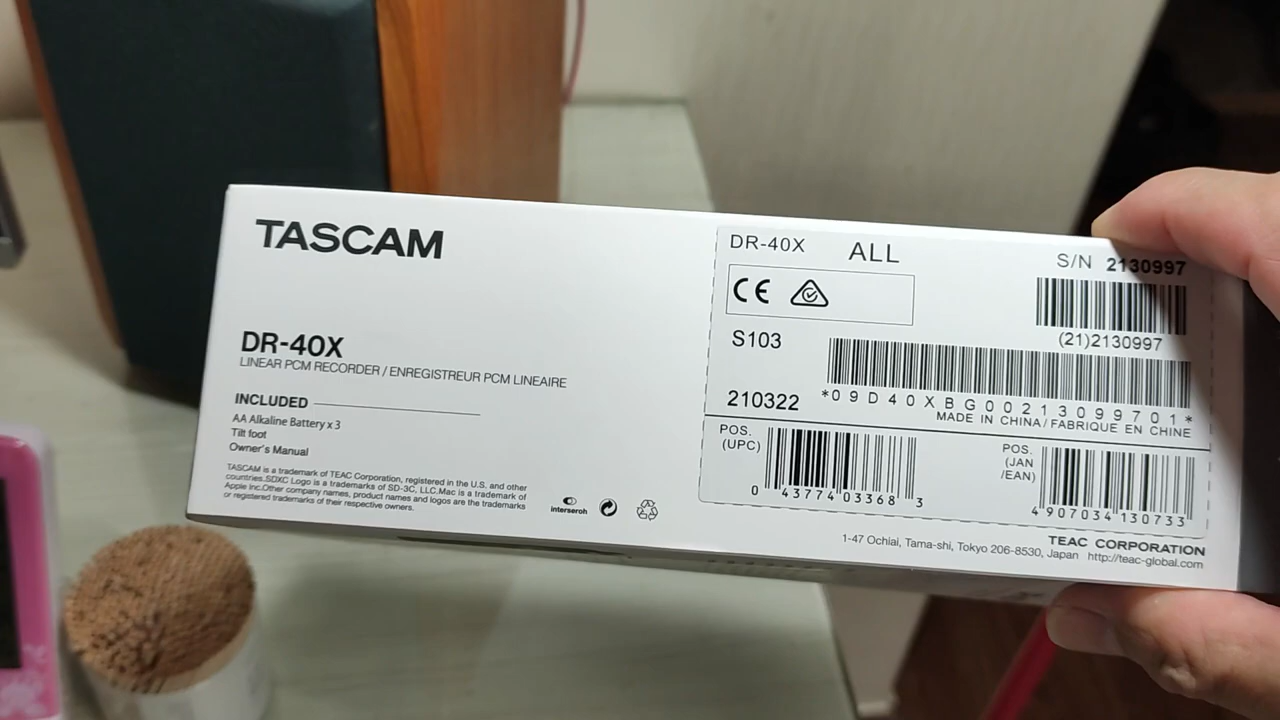 TASCAM
DR-40X
LINEAR PCM RECORDER / ENREGISTREUR PCM LINEAIRE
INCLUDED
AA Alkaline Battery x 3
Tilt foot
Owner's Manual
TASCAM is a trademark of TEAC Corporation, registered in the U.S. and other
countries.SDXC Logo is a trademarks of SD-3C, LLC.Mac is a trademark of
Apple Inc.Other company names, product names and logos are the trademarks
or registered trademarks of their respective owners.
interseroh
DR-40X ALL
S/N 2130997
CE
(21)2130997
S103
210322
*09D40XBG00213099701*
MADE IN CHINA/FABRIQUE EN CHINE
POS.
(UPC)
0 43774 03368 3
POS.
(JAN
/EAN)
4 907034 130733
TEAC CORPORATION
1-47 Ochiai, Tama-shi, Tokyo 206-8530, Japan http://teac-global.com